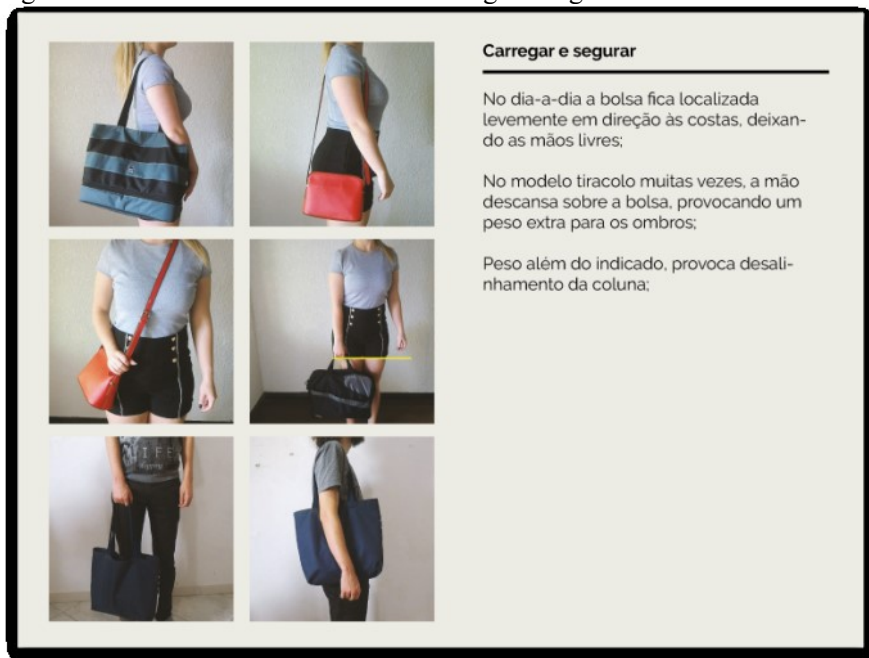 Carregar e segurar
No dia-a-dia a bolsa fica localizada
levemente em direção às costas, deixan-
do as mãos livres;
No modelo tiracolo muitas vezes, a mão
descansa sobre a bolsa, provocando um
peso extra para os ombros;
Peso além do indicado, provoca desali-
nhamento da coluna;
LIFE